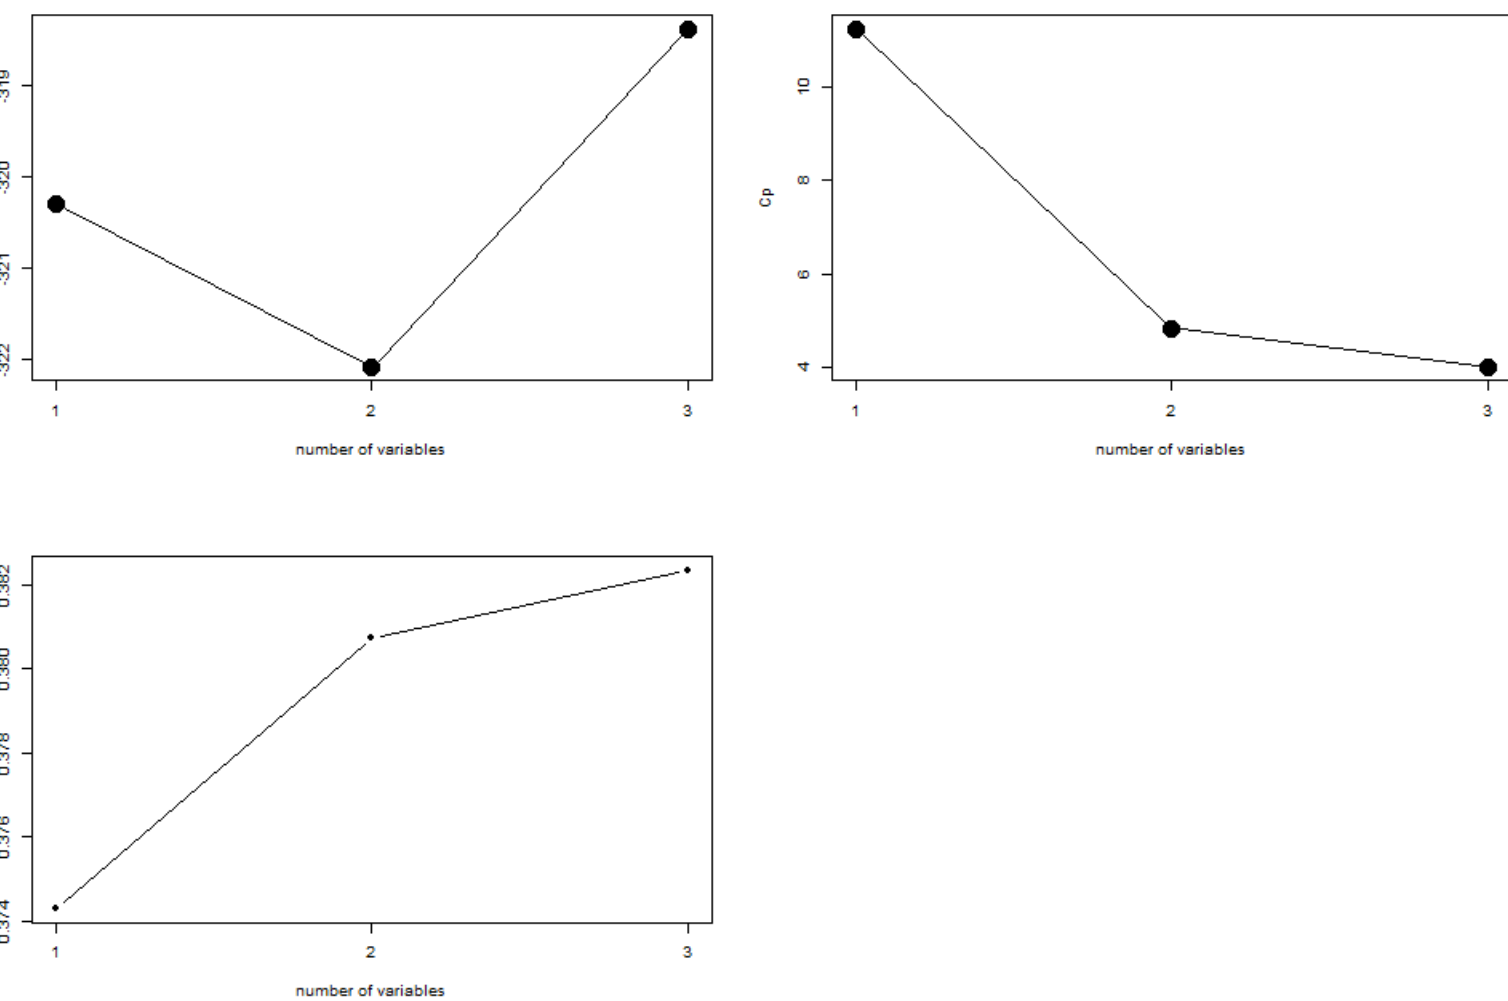 -319
-320
-321
-322
1 2 3
number of variables
Cp
10
8
6
4
1 2 3
number of variables
0.382
0.380
0.378
0.376
0.374
1 2 3
number of variables